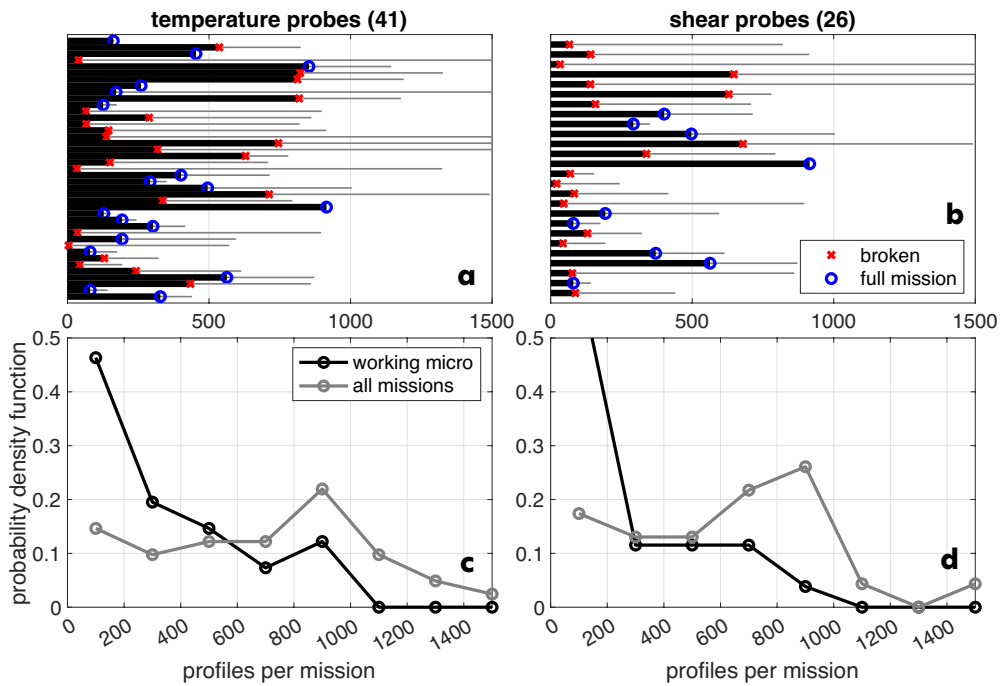 temperature probes (41)
shear probes (26)
a
b
broken
full mission
0 500 1000 1500
0 500 1000 1500
probability density function
0.5
0.4
0.3
0.2
0.1
0
working micro
all missions
c
0.5
0.4
0.3
0.2
0.1
0
d
0 200 400 600 800 1000 1200 1400
0 200 400 600 800 1000 1200 1400
profiles per mission
profiles per mission